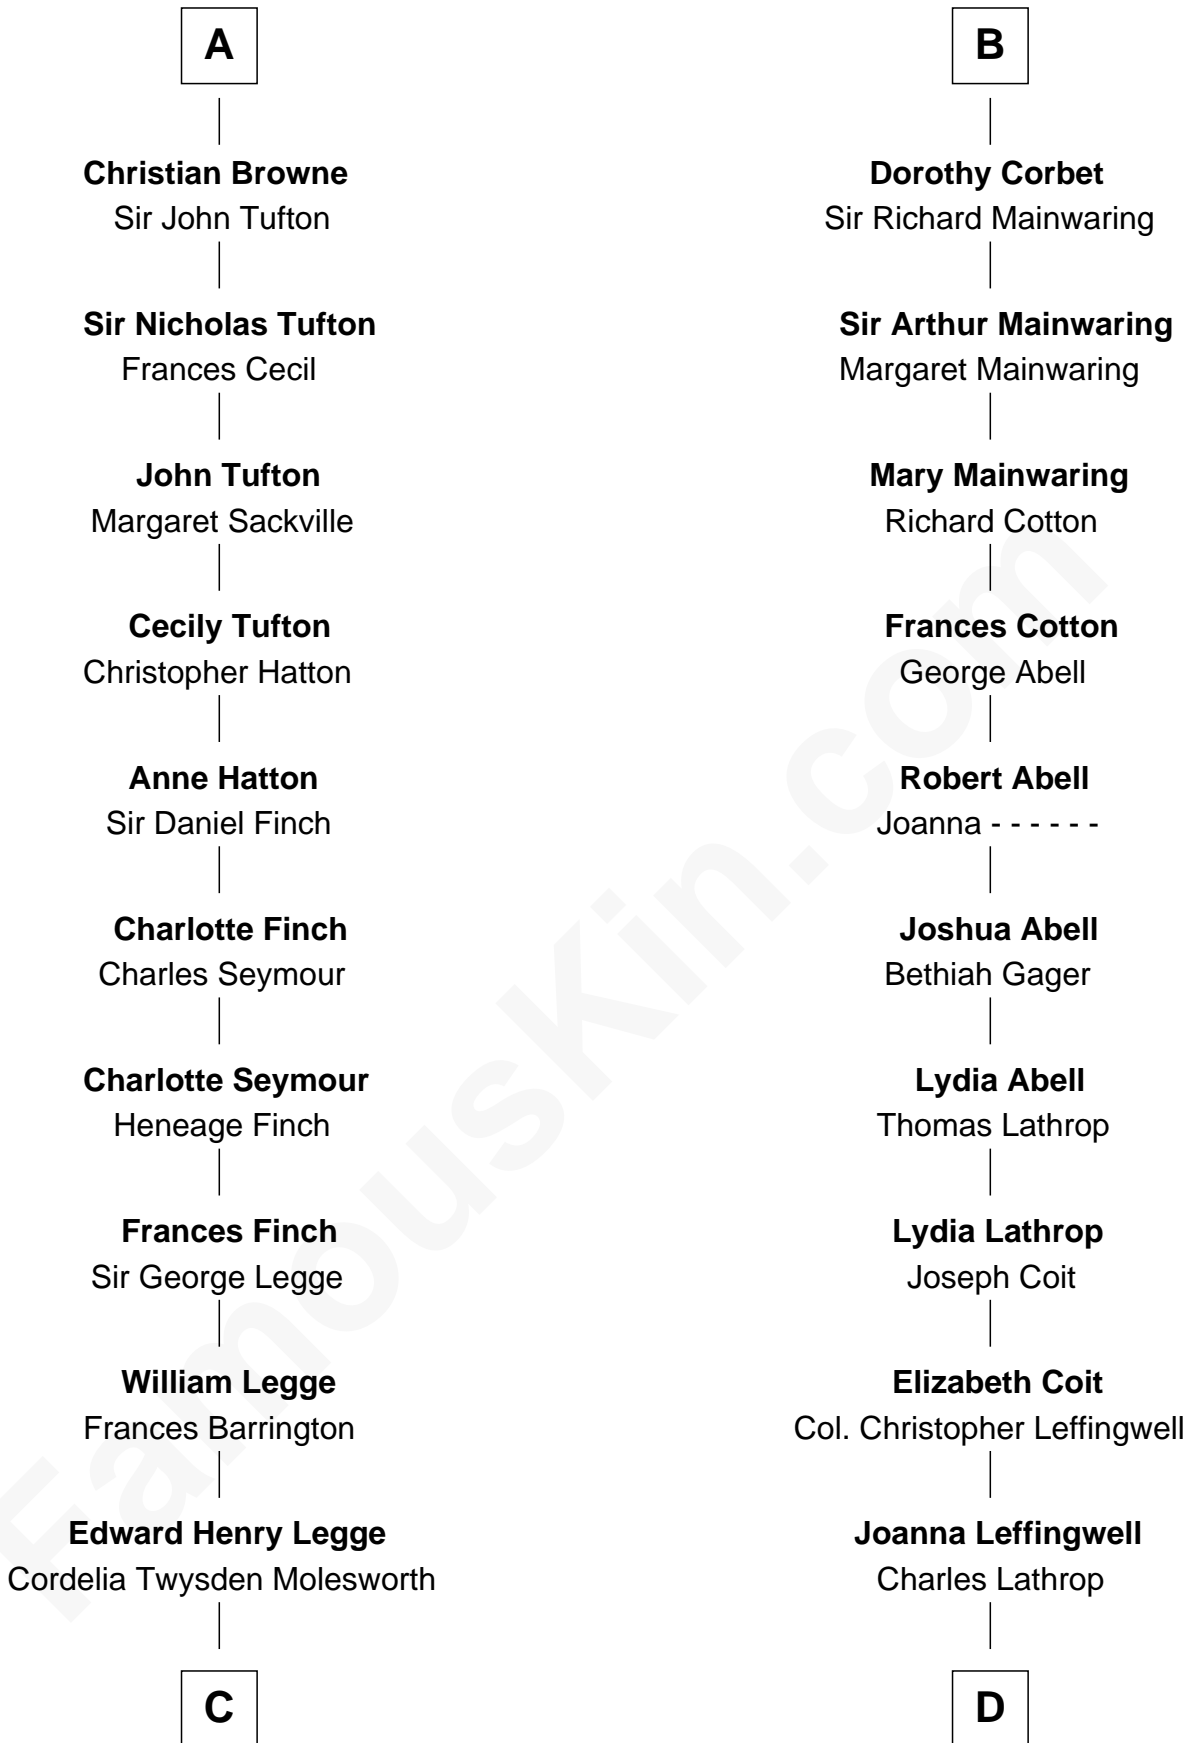 A
Christian Browne
Sir John Tufton
Sir Nicholas Tufton
Frances Cecil
John Tufton
Margaret Sackville
Cecily Tufton
Christopher Hatton
Anne Hatton
Sir Daniel Finch
Charlotte Finch
Charles Seymour
Charlotte Seymour
Heneage Finch
Frances Finch
Sir George Legge
William Legge
Frances Barrington
Edward Henry Legge
Cordelia Twysden Molesworth
C
B
Dorothy Corbet
Sir Richard Mainwaring
Sir Arthur Mainwaring
Margaret Mainwaring
Mary Mainwaring
Richard Cotton
Frances Cotton
George Abell
Robert Abell
Joanna - - - - - -
Joshua Abell
Bethiah Gager
Lydia Abell
Thomas Lathrop
Lydia Lathrop
Joseph Coit
Elizabeth Coit
Col. Christopher Leffingwell
Joanna Leffingwell
Charles Lathrop
D
FamousKin.com